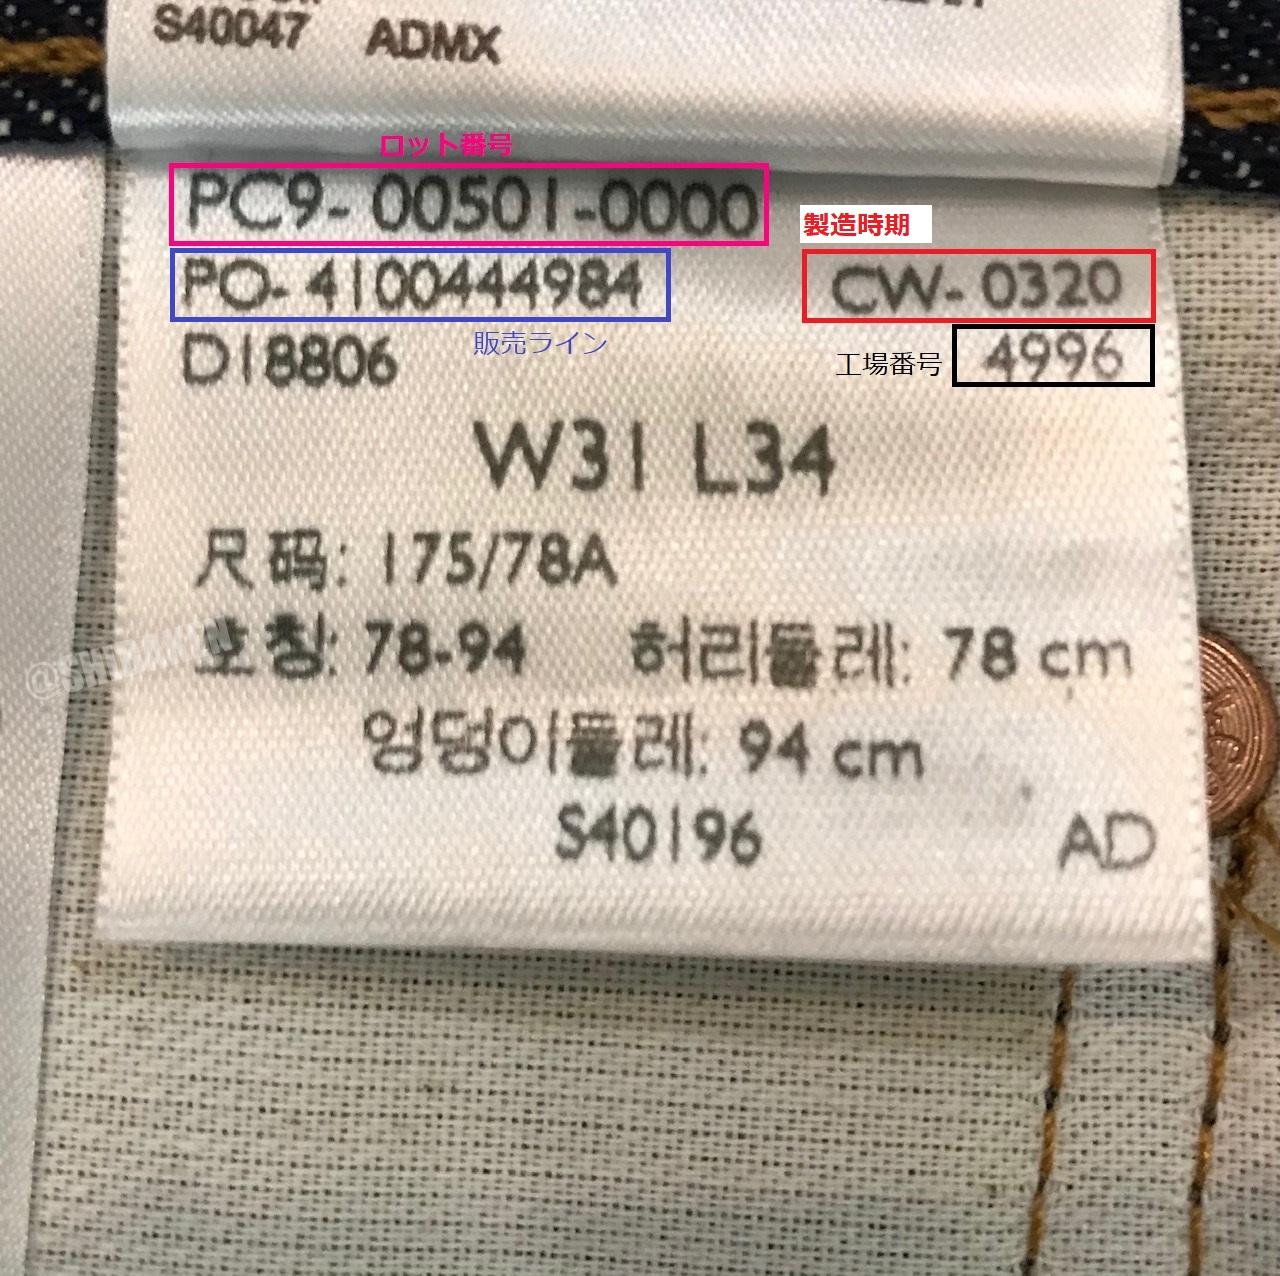 S40047 ADMX
ロット番号
PC9- 00501-0000
製造時期
PO- 4100444984 CW- 0320
販売ライン
D18806 工場番号 4996
W31 L34
尺码: 175/78A
호칭: 78-94 허리둘레: 78 cm
엉덩이둘레: 94 cm
S40196 AD